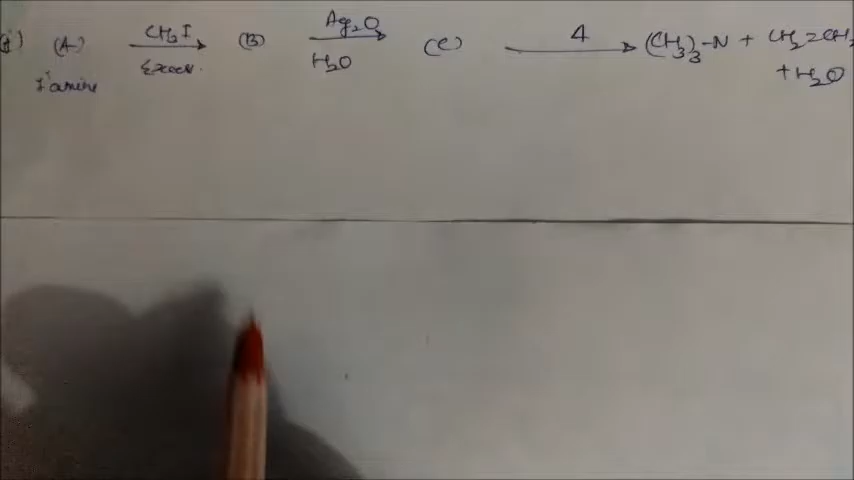 (A) CH3I (B) Ag2O (C) 4 (CH3)3-N + CH2=CH2
Excess. H2O + H2O
1° amine